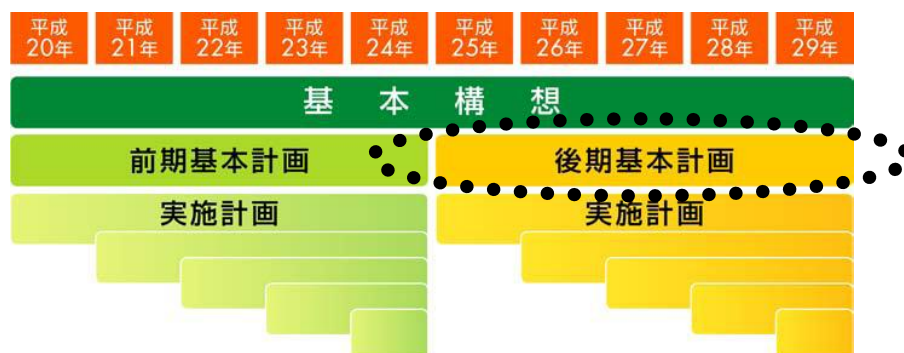 平成20年 平成21年 平成22年 平成23年 平成24年 平成25年 平成26年 平成27年 平成28年 平成29年
基本構想
前期基本計画 後期基本計画
実施計画 実施計画